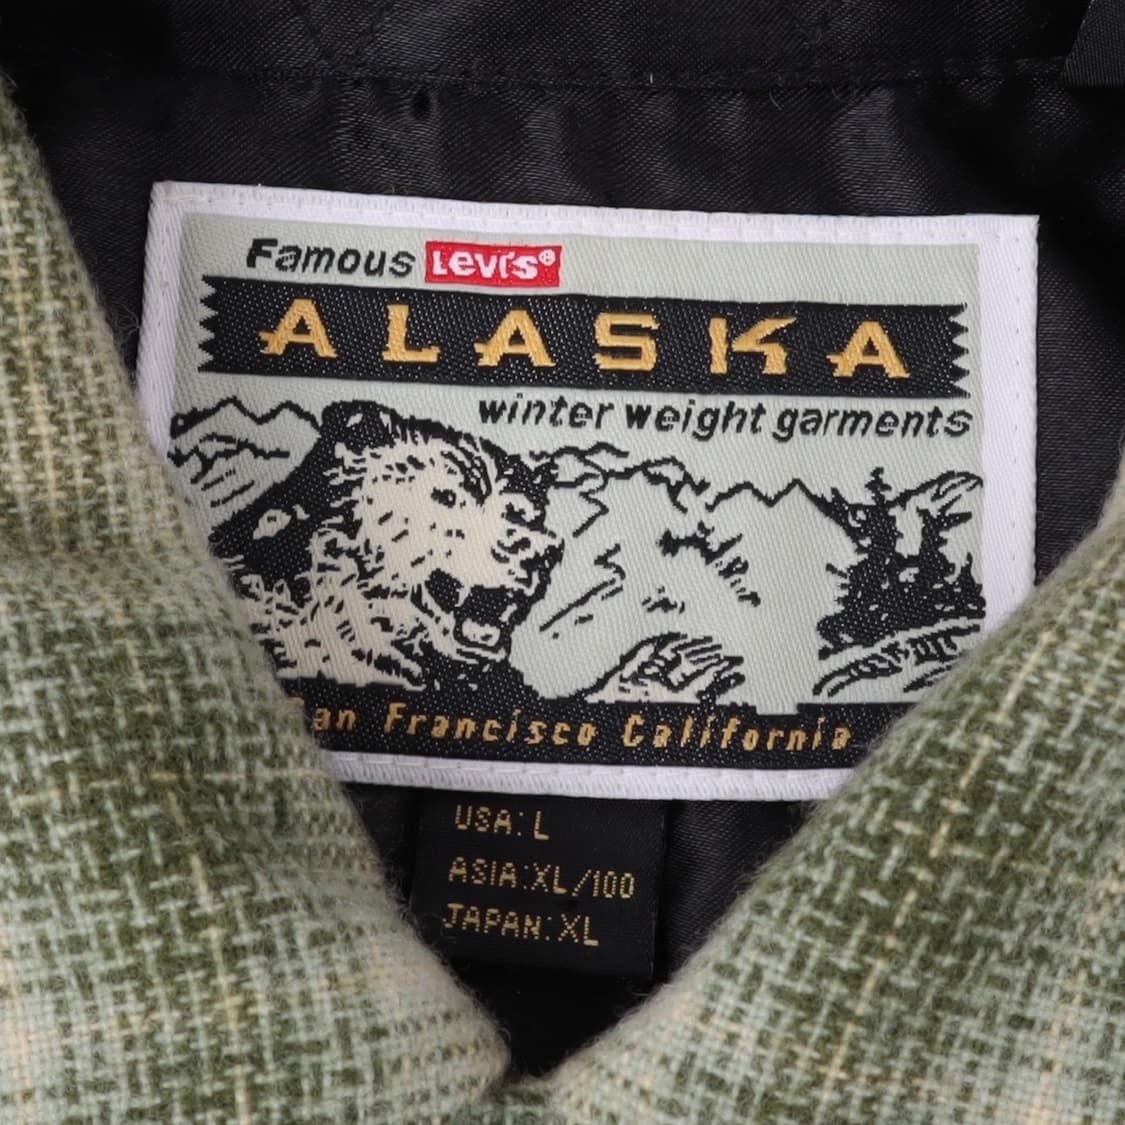 Famous Levi's®
ALASKA
winter weight garments
San Francisco California
USA: L
ASIA:XL/100
JAPAN:XL